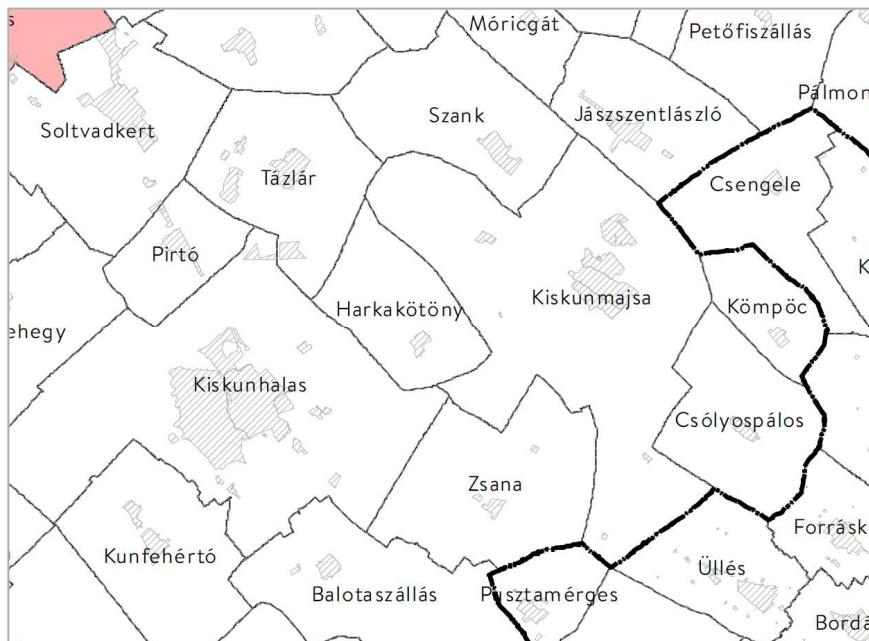 s
Móricgát
Petőfiszállás
Pálmon
Soltvadkert
Szank
Jászszentlászló
Tázlár
Csengele
Pirtó
K
Kiskunmajsa
Harkakötöny
Kömpöc
ehegy
Kiskunhalas
Csólyospálos
Zsana
Forrásk
Kunfehértó
Üllés
Balotaszállás
Pusztamérges
Bordá